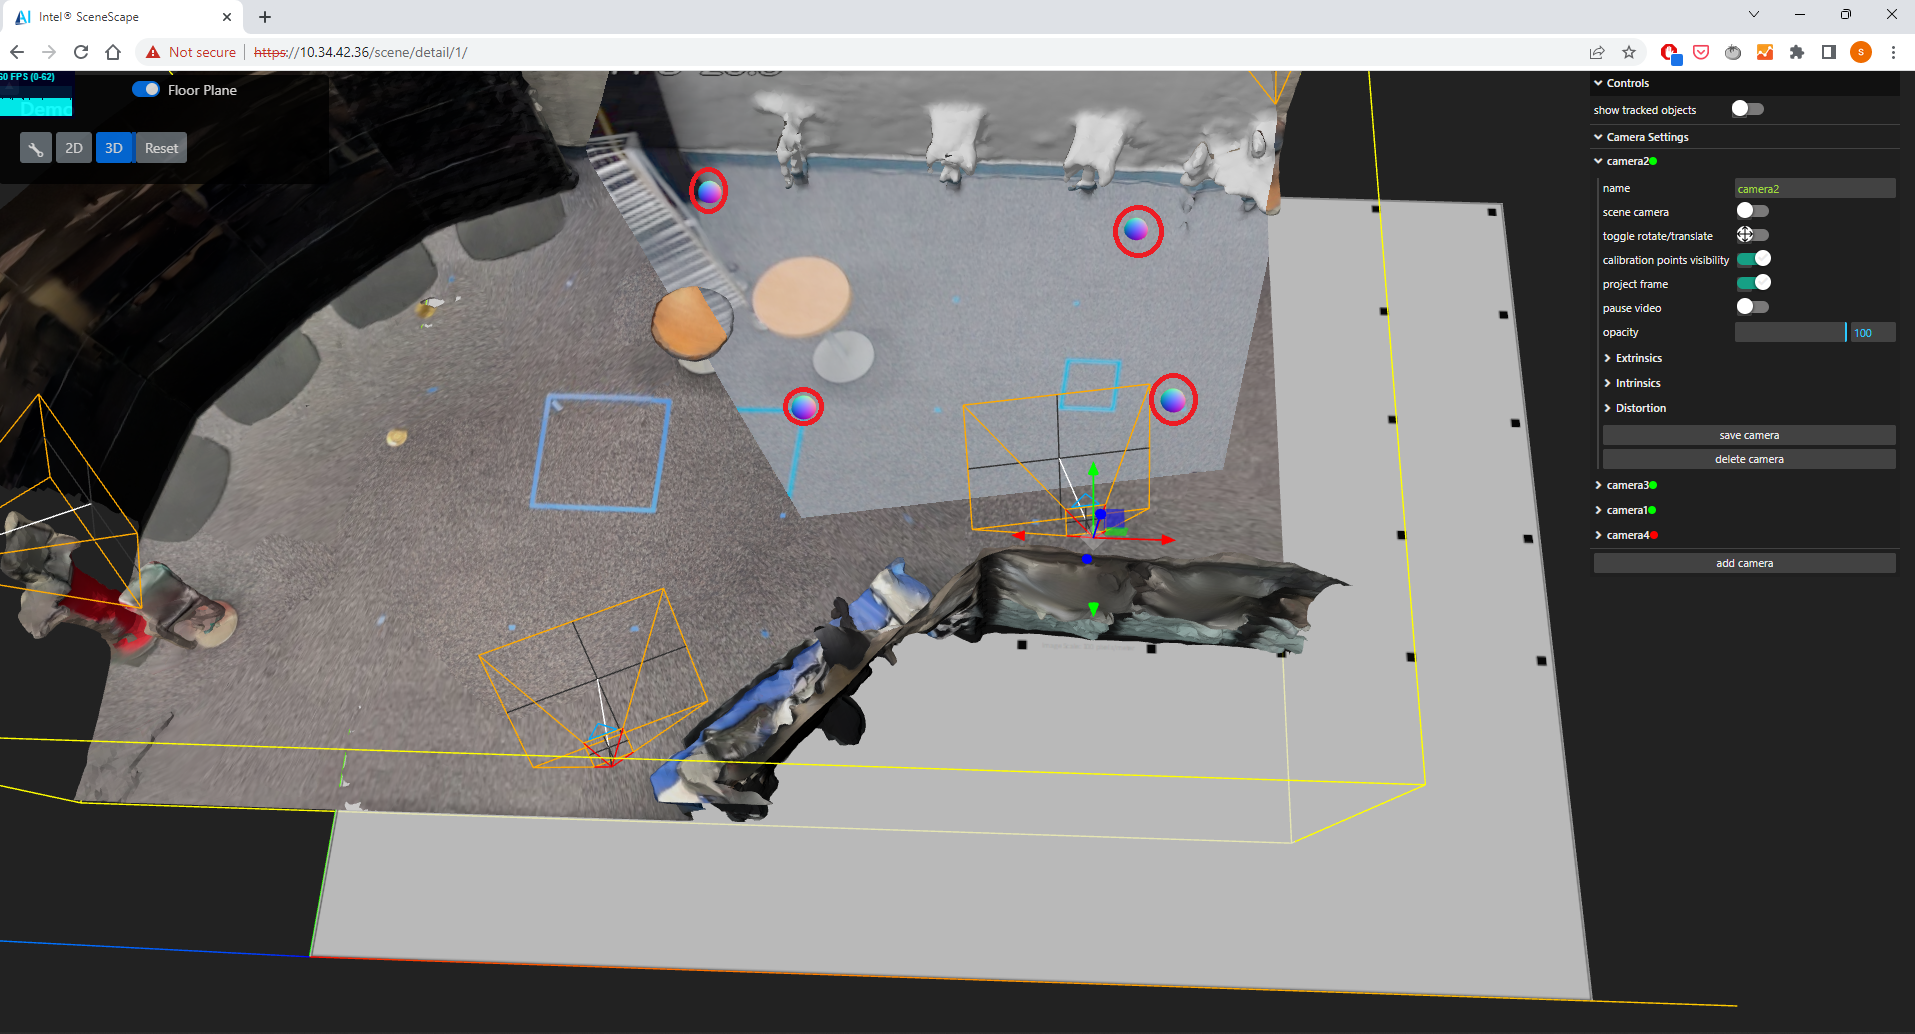 Intel® SceneScape
Not secure
https://10.34.42.36/scene/detail/1/
S
60 FPS (0-62)
Demo
Floor Plane
2D
3D
Reset
Controls
show tracked objects
Camera Settings
camera2
name
camera2
scene camera
toggle rotate/translate
calibration points visibility
project frame
pause video
opacity
100
Extrinsics
Intrinsics
Distortion
save camera
delete camera
camera3
camera1
camera4
add camera